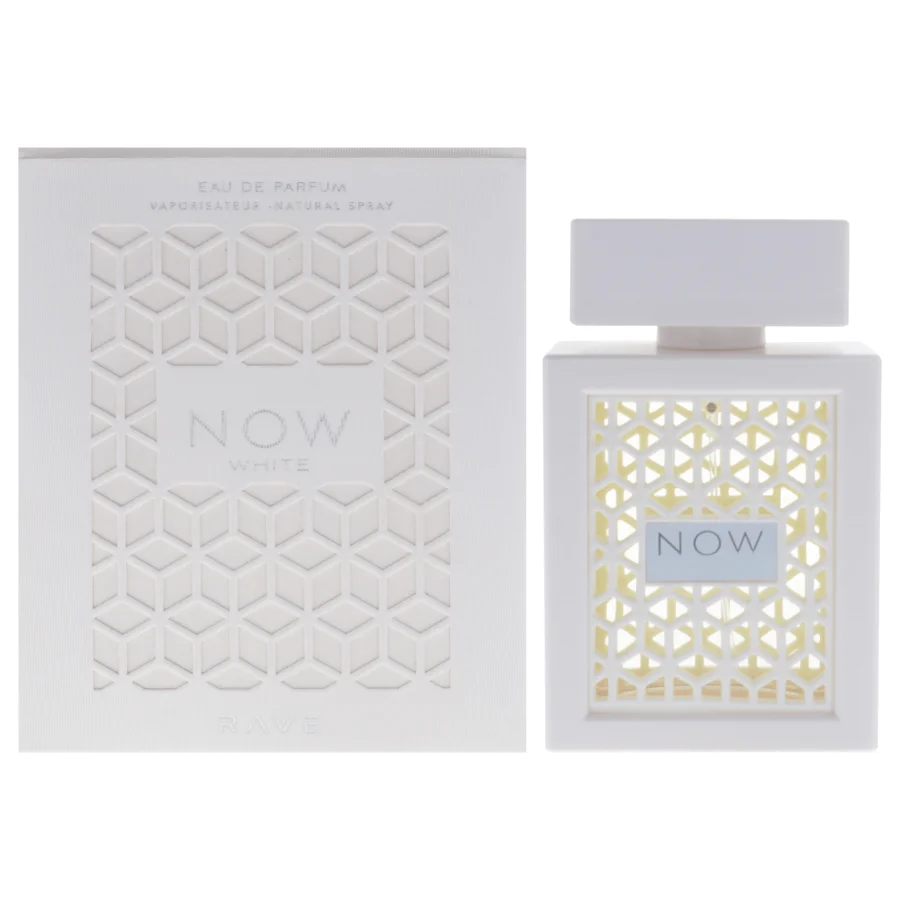 EAU DE PARFUM
VAPORISATEUR - NATURAL SPRAY
NOW
WHITE
RAVE
NOW